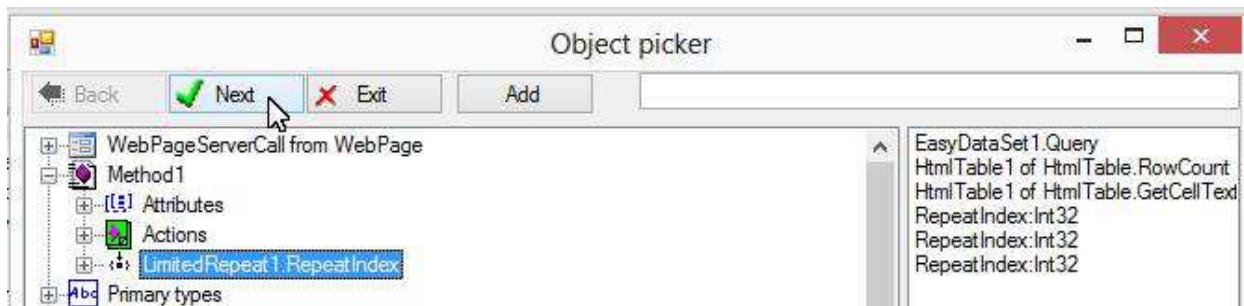 Object picker
Back Next Exit Add
WebPageServerCall from WebPage
Method1
Attributes
Actions
LimitedRepeat1.RepeatIndex
Abc Primary types
EasyDataSet1.Query
HtmlTable1 of HtmlTable.RowCount
HtmlTable1 of HtmlTable.GetCellText
RepeatIndex:Int32
RepeatIndex:Int32
RepeatIndex:Int32